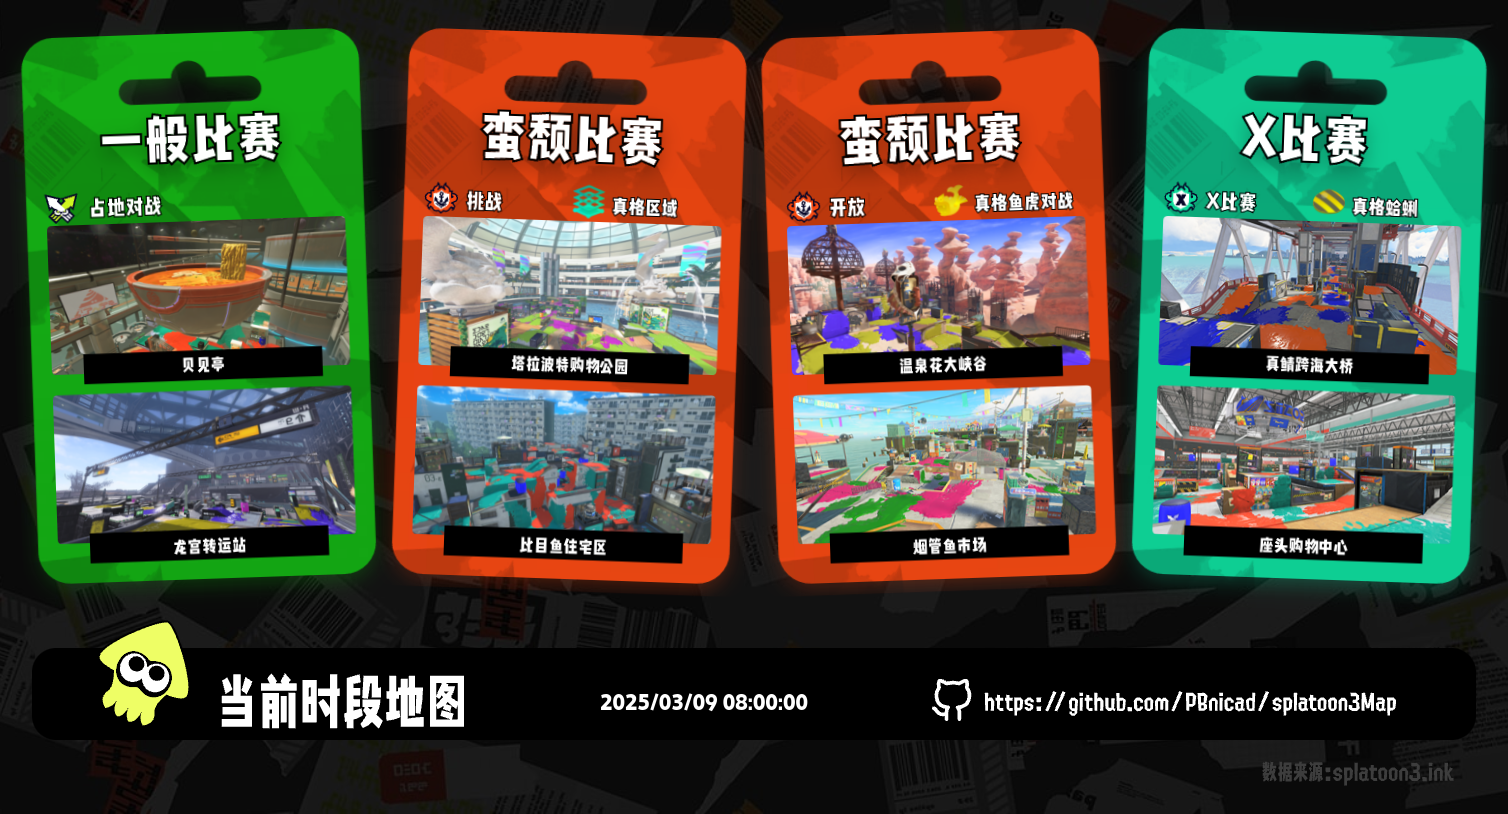 一般比赛
占地对战
贝贝亭
龙宫转运站
蛮颓比赛
挑战
真格区域
塔拉波特购物公园
比目鱼住宅区
蛮颓比赛
开放
真格鱼虎对战
温泉花大峡谷
烟管鱼市场
X比赛
X比赛
真格蛤蜊
真鲭跨海大桥
座头购物中心
当前时段地图
2025/03/09 08:00:00
https://github.com/PBnicad/splatoon3Map
数据来源:splatoon3.ink